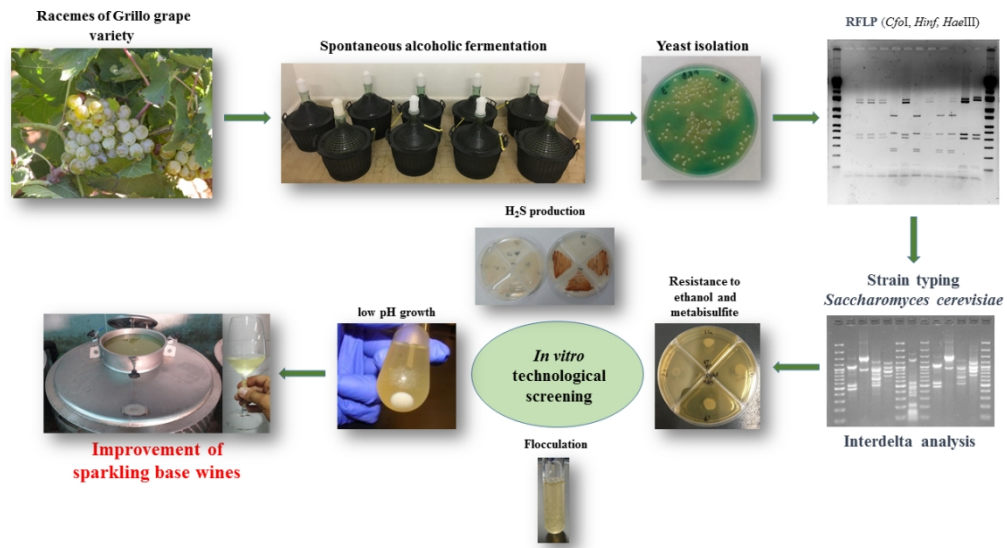 Racemes of Grillo grape
variety
Spontaneous alcoholic fermentation
Yeast isolation
RFLP (CfoI, Hinf, HaeIII)
Strain typing
Saccharomyces cerevisiae
Interdelta analysis
Resistance to
ethanol and
metabisulfite
H₂S production
In vitro
technological
screening
Flocculation
low pH growth
Improvement of
sparkling base wines